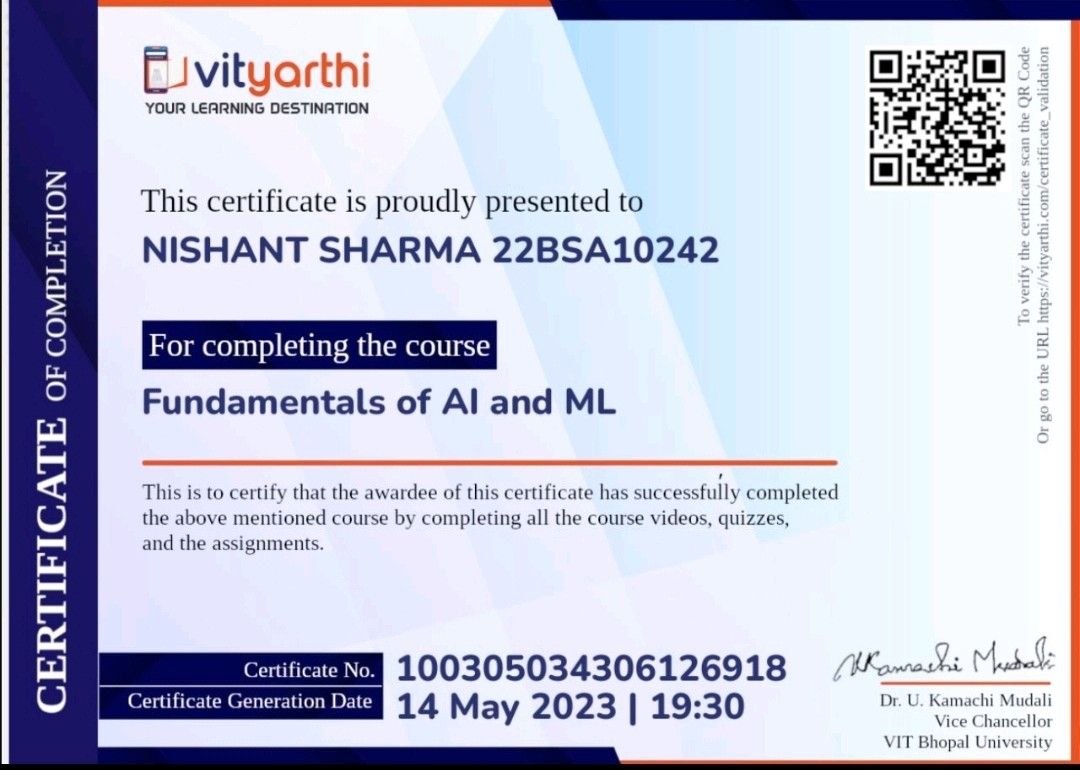 vityarthi
YOUR LEARNING DESTINATION
This certificate is proudly presented to
NISHANT SHARMA 22BSA10242
For completing the course
Fundamentals of AI and ML
This is to certify that the awardee of this certificate has successfully completed
the above mentioned course by completing all the course videos, quizzes,
and the assignments.
Certificate No. 100305034306126918
Certificate Generation Date 14 May 2023 | 19:30
CERTIFICATE OF COMPLETION
To verify the certificate scan the QR Code
Or go to the URL https://vityarthi.com/certificate_validation
UKamachi Mudali
Dr. U. Kamachi Mudali
Vice Chancellor
VIT Bhopal University